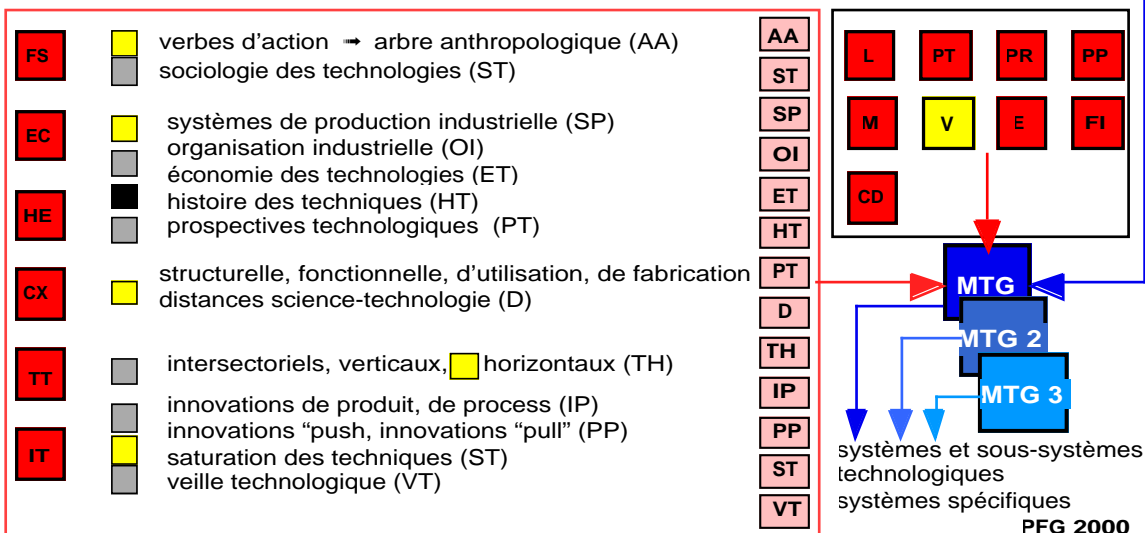 FS
verbes d'action ➟ arbre anthropologique (AA)
sociologie des technologies (ST)
EC
systèmes de production industrielle (SP)
organisation industrielle (OI)
économie des technologies (ET)
HE
histoire des techniques (HT)
prospectives technologiques (PT)
CX
structurelle, fonctionnelle, d'utilisation, de fabrication
distances science-technologie (D)
TT
intersectoriels, verticaux, horizontaux (TH)
IT
innovations de produit, de process (IP)
innovations “push, innovations “pull” (PP)
saturation des techniques (ST)
veille technologique (VT)
AA
ST
SP
OI
ET
HT
PT
D
TH
IP
PP
ST
VT
L PT PR PP
M V E FI
CD
MTG
MTG 2
MTG 3
systèmes et sous-systèmes
technologiques
systèmes spécifiques
PFG 2000